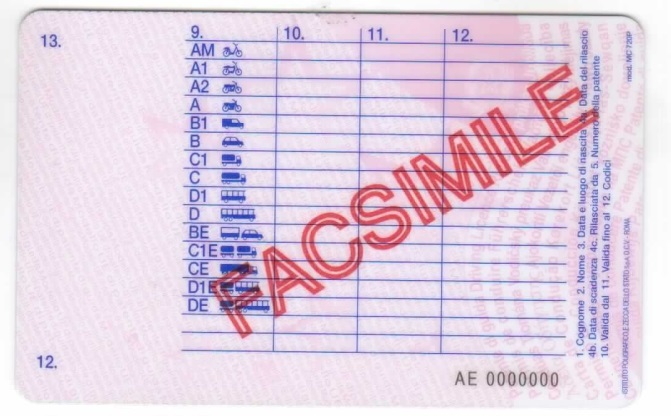 13.
9. 10. 11. 12.
AM
A1
A2
A
B1
B
C1
C
D1
D
BE
C1E
CE
D1E
DE
FACSIMILE
12.
AE 0000000
1. Cognome 2. Nome 3. Data e luogo di nascita 4a. Data del rilascio
4b. Data di scadenza 4c. Rilasciata da 5. Numero della patente
10. Valida dal 11. Valida fino al 12. Codici
mod. MC 720P
ISTITUTO POLIGRAFICO E ZECCA DELLO STATO S.p.A. O.C.V. - ROMA